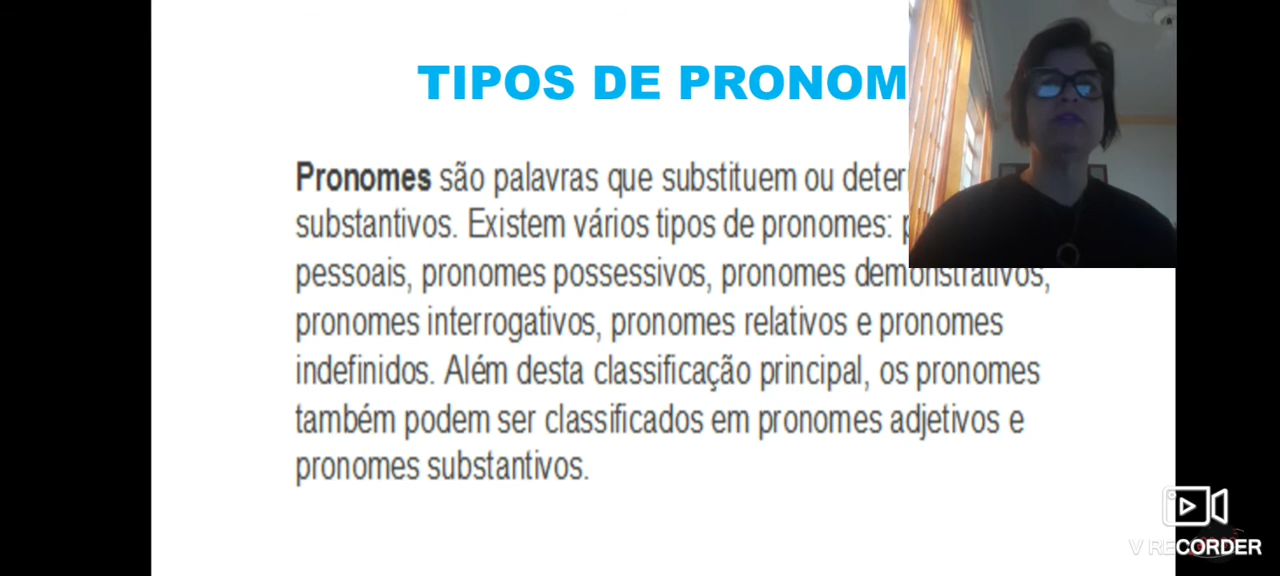 TIPOS DE PRONOM
Pronomes são palavras que substituem ou deter
substantivos. Existem vários tipos de pronomes: p
pessoais, pronomes possessivos, pronomes demonstrativos,
pronomes interrogativos, pronomes relativos e pronomes
indefinidos. Além desta classificação principal, os pronomes
também podem ser classificados em pronomes adjetivos e
pronomes substantivos.
V RECORDER